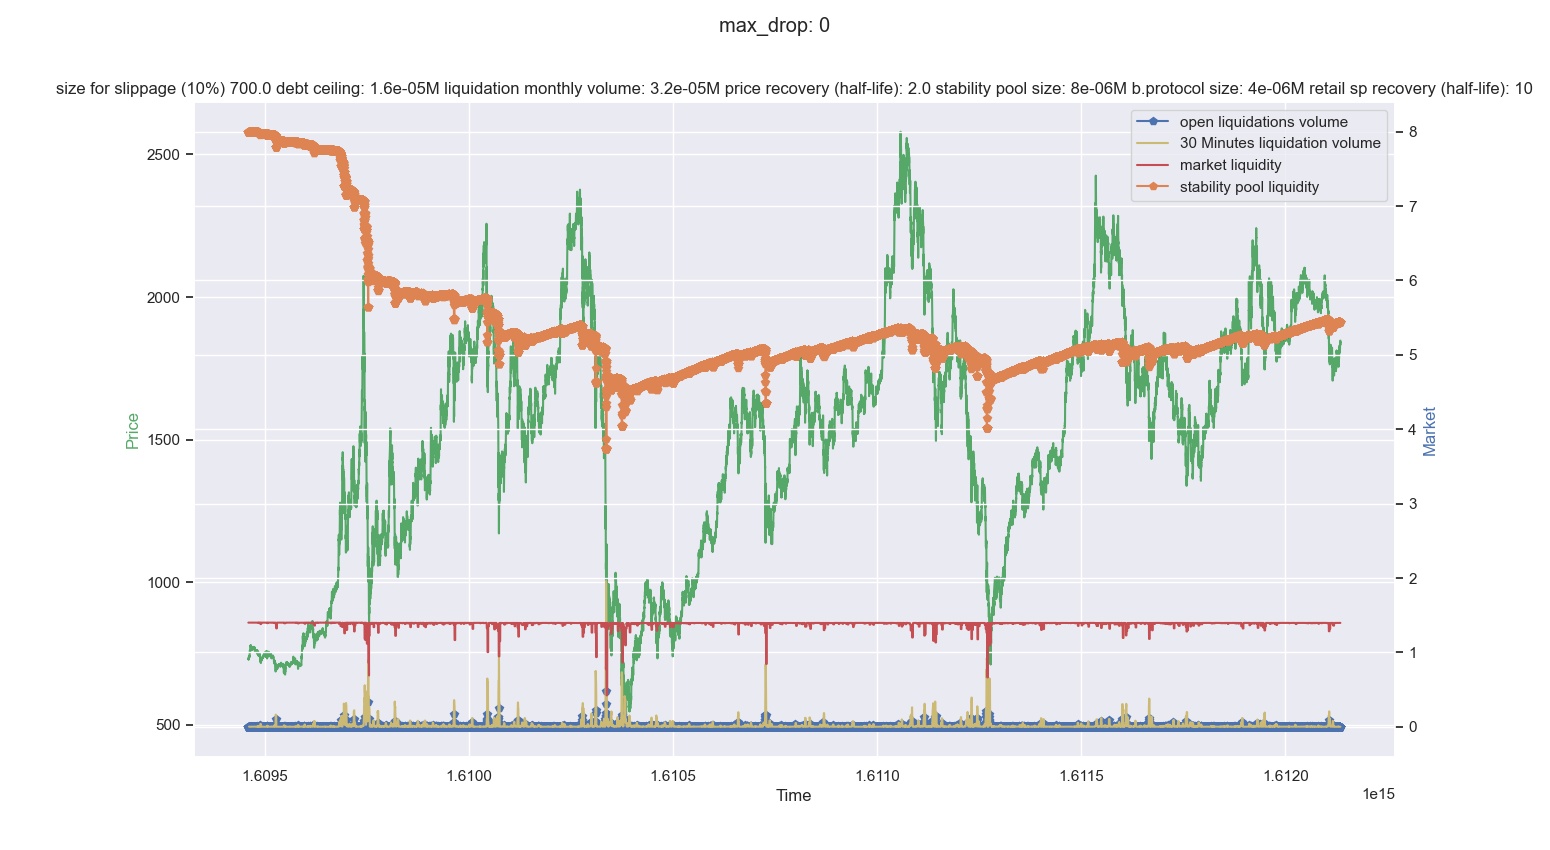 max_drop: 0
size for slippage (10%) 700.0 debt ceiling: 1.6e-05M liquidation monthly volume: 3.2e-05M price recovery (half-life): 2.0 stability pool size: 8e-06M b.protocol size: 4e-06M retail sp recovery (half-life): 10
open liquidations volume
30 Minutes liquidation volume
market liquidity
stability pool liquidity
2500
2000
1500
1000
500
Price
8
7
6
5
4
3
2
1
0
Market
1.6095 1.6100 1.6105 1.6110 1.6115 1.6120
1e15
Time